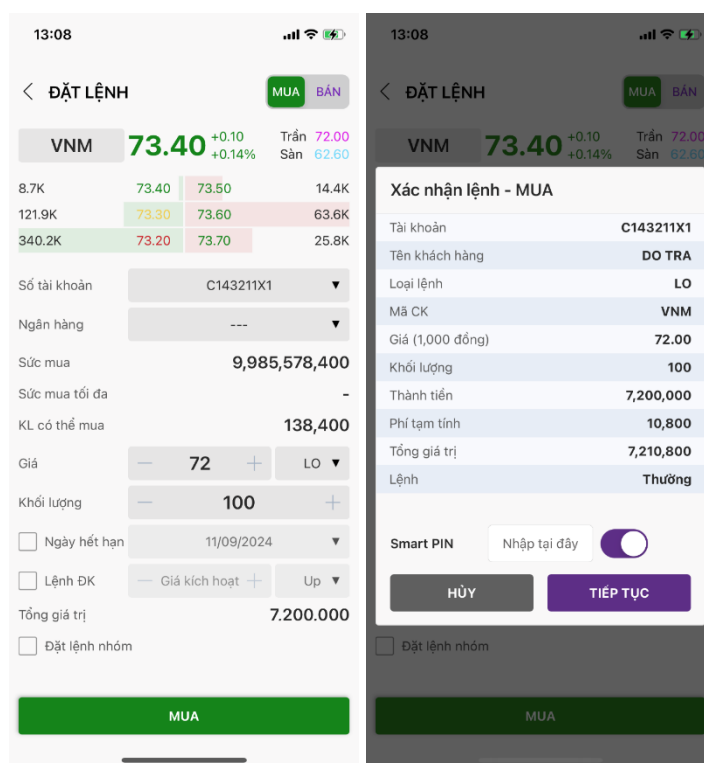 13:08
ĐẶT LỆNH
MUA BÁN
VNM 73.40 +0.10 Trần 72.00
+0.14% Sàn 62.60
8.7K 73.40 73.50 14.4K
121.9K 73.30 73.60 63.6K
340.2K 73.20 73.70 25.8K
Số tài khoản C143211X1
Ngân hàng ---
Sức mua 9,985,578,400
Sức mua tối đa -
KL có thể mua 138,400
Giá — 72 + LO
Khối lượng — 100 +
Ngày hết hạn 11/09/2024
Lệnh ĐK — Giá kích hoạt + Up
Tổng giá trị 7.200.000
Đặt lệnh nhóm
MUA
13:08
ĐẶT LỆNH
MUA BÁN
VNM 73.40 +0.10 Trần 72.00
+0.14% Sàn 62.60
Xác nhận lệnh - MUA
Tài khoản C143211X1
Tên khách hàng DO TRA
Loại lệnh LO
Mã CK VNM
Giá (1,000 đồng) 72.00
Khối lượng 100
Thành tiền 7,200,000
Phí tạm tính 10,800
Tổng giá trị 7,210,800
Lệnh Thường
Smart PIN Nhập tại đây
HỦY TIẾP TỤC
Đặt lệnh nhóm
MUA